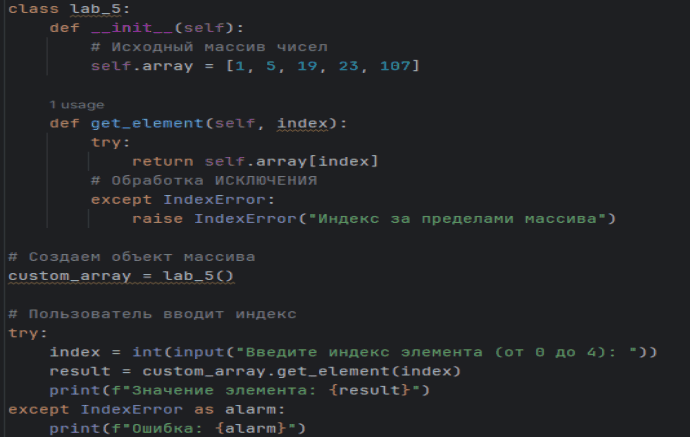 class lab_5:
    def __init__(self):
        # Исходный массив чисел
        self.array = [1, 5, 19, 23, 107]
    1 usage
    def get_element(self, index):
        try:
            return self.array[index]
        # Обработка ИСКЛЮЧЕНИЯ
        except IndexError:
            raise IndexError("Индекс за пределами массива")
# Создаем объект массива
custom_array = lab_5()
# Пользователь вводит индекс
try:
    index = int(input("Введите индекс элемента (от 0 до 4): "))
    result = custom_array.get_element(index)
    print(f"Значение элемента: {result}")
except IndexError as alarm:
    print(f"Ошибка: {alarm}")